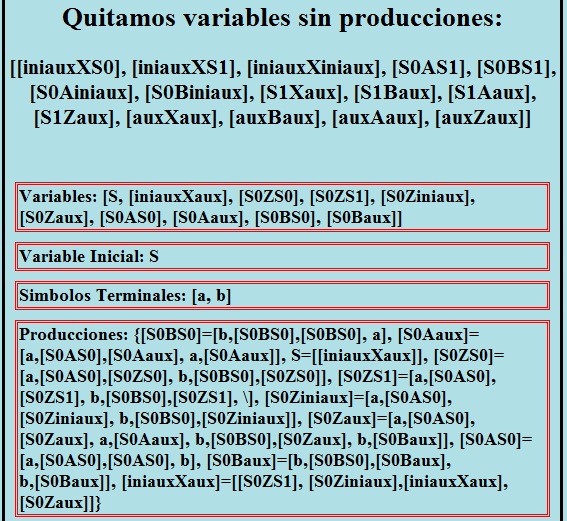 Quitamos variables sin producciones:
[[iniauxXS0], [iniauxXS1], [iniauxXiniaux], [S0AS1], [S0BS1],
[S0Ainiaux], [S0Biniaux], [S1Xaux], [S1Baux], [S1Aaux],
[S1Zaux], [auxXaux], [auxBaux], [auxAaux], [auxZaux]]
Variables: [S, [iniauxXaux], [S0ZS0], [S0ZS1], [S0Ziniaux],
[S0Zaux], [S0AS0], [S0Aaux], [S0BS0], [S0Baux]]
Variable Inicial: S
Simbolos Terminales: [a, b]
Producciones: {[S0BS0]=[b,[S0BS0],[S0BS0], a], [S0Aaux]=
[a,[S0AS0],[S0Aaux], a,[S0Aaux]], S=[[iniauxXaux]], [S0ZS0]=
[a,[S0AS0],[S0ZS0], b,[S0BS0],[S0ZS0]], [S0ZS1]=[a,[S0AS0],
[S0ZS1], b,[S0BS0],[S0ZS1], \], [S0Ziniaux]=[a,[S0AS0],
[S0Ziniaux], b,[S0BS0],[S0Ziniaux]], [S0Zaux]=[a,[S0AS0],
[S0Zaux], a,[S0Aaux], b,[S0BS0],[S0Zaux], b,[S0Baux]], [S0AS0]=
[a,[S0AS0],[S0AS0], b], [S0Baux]=[b,[S0BS0],[S0Baux],
b,[S0Baux]], [iniauxXaux]=[[S0ZS1], [S0Ziniaux],[iniauxXaux],
[S0Zaux]]}